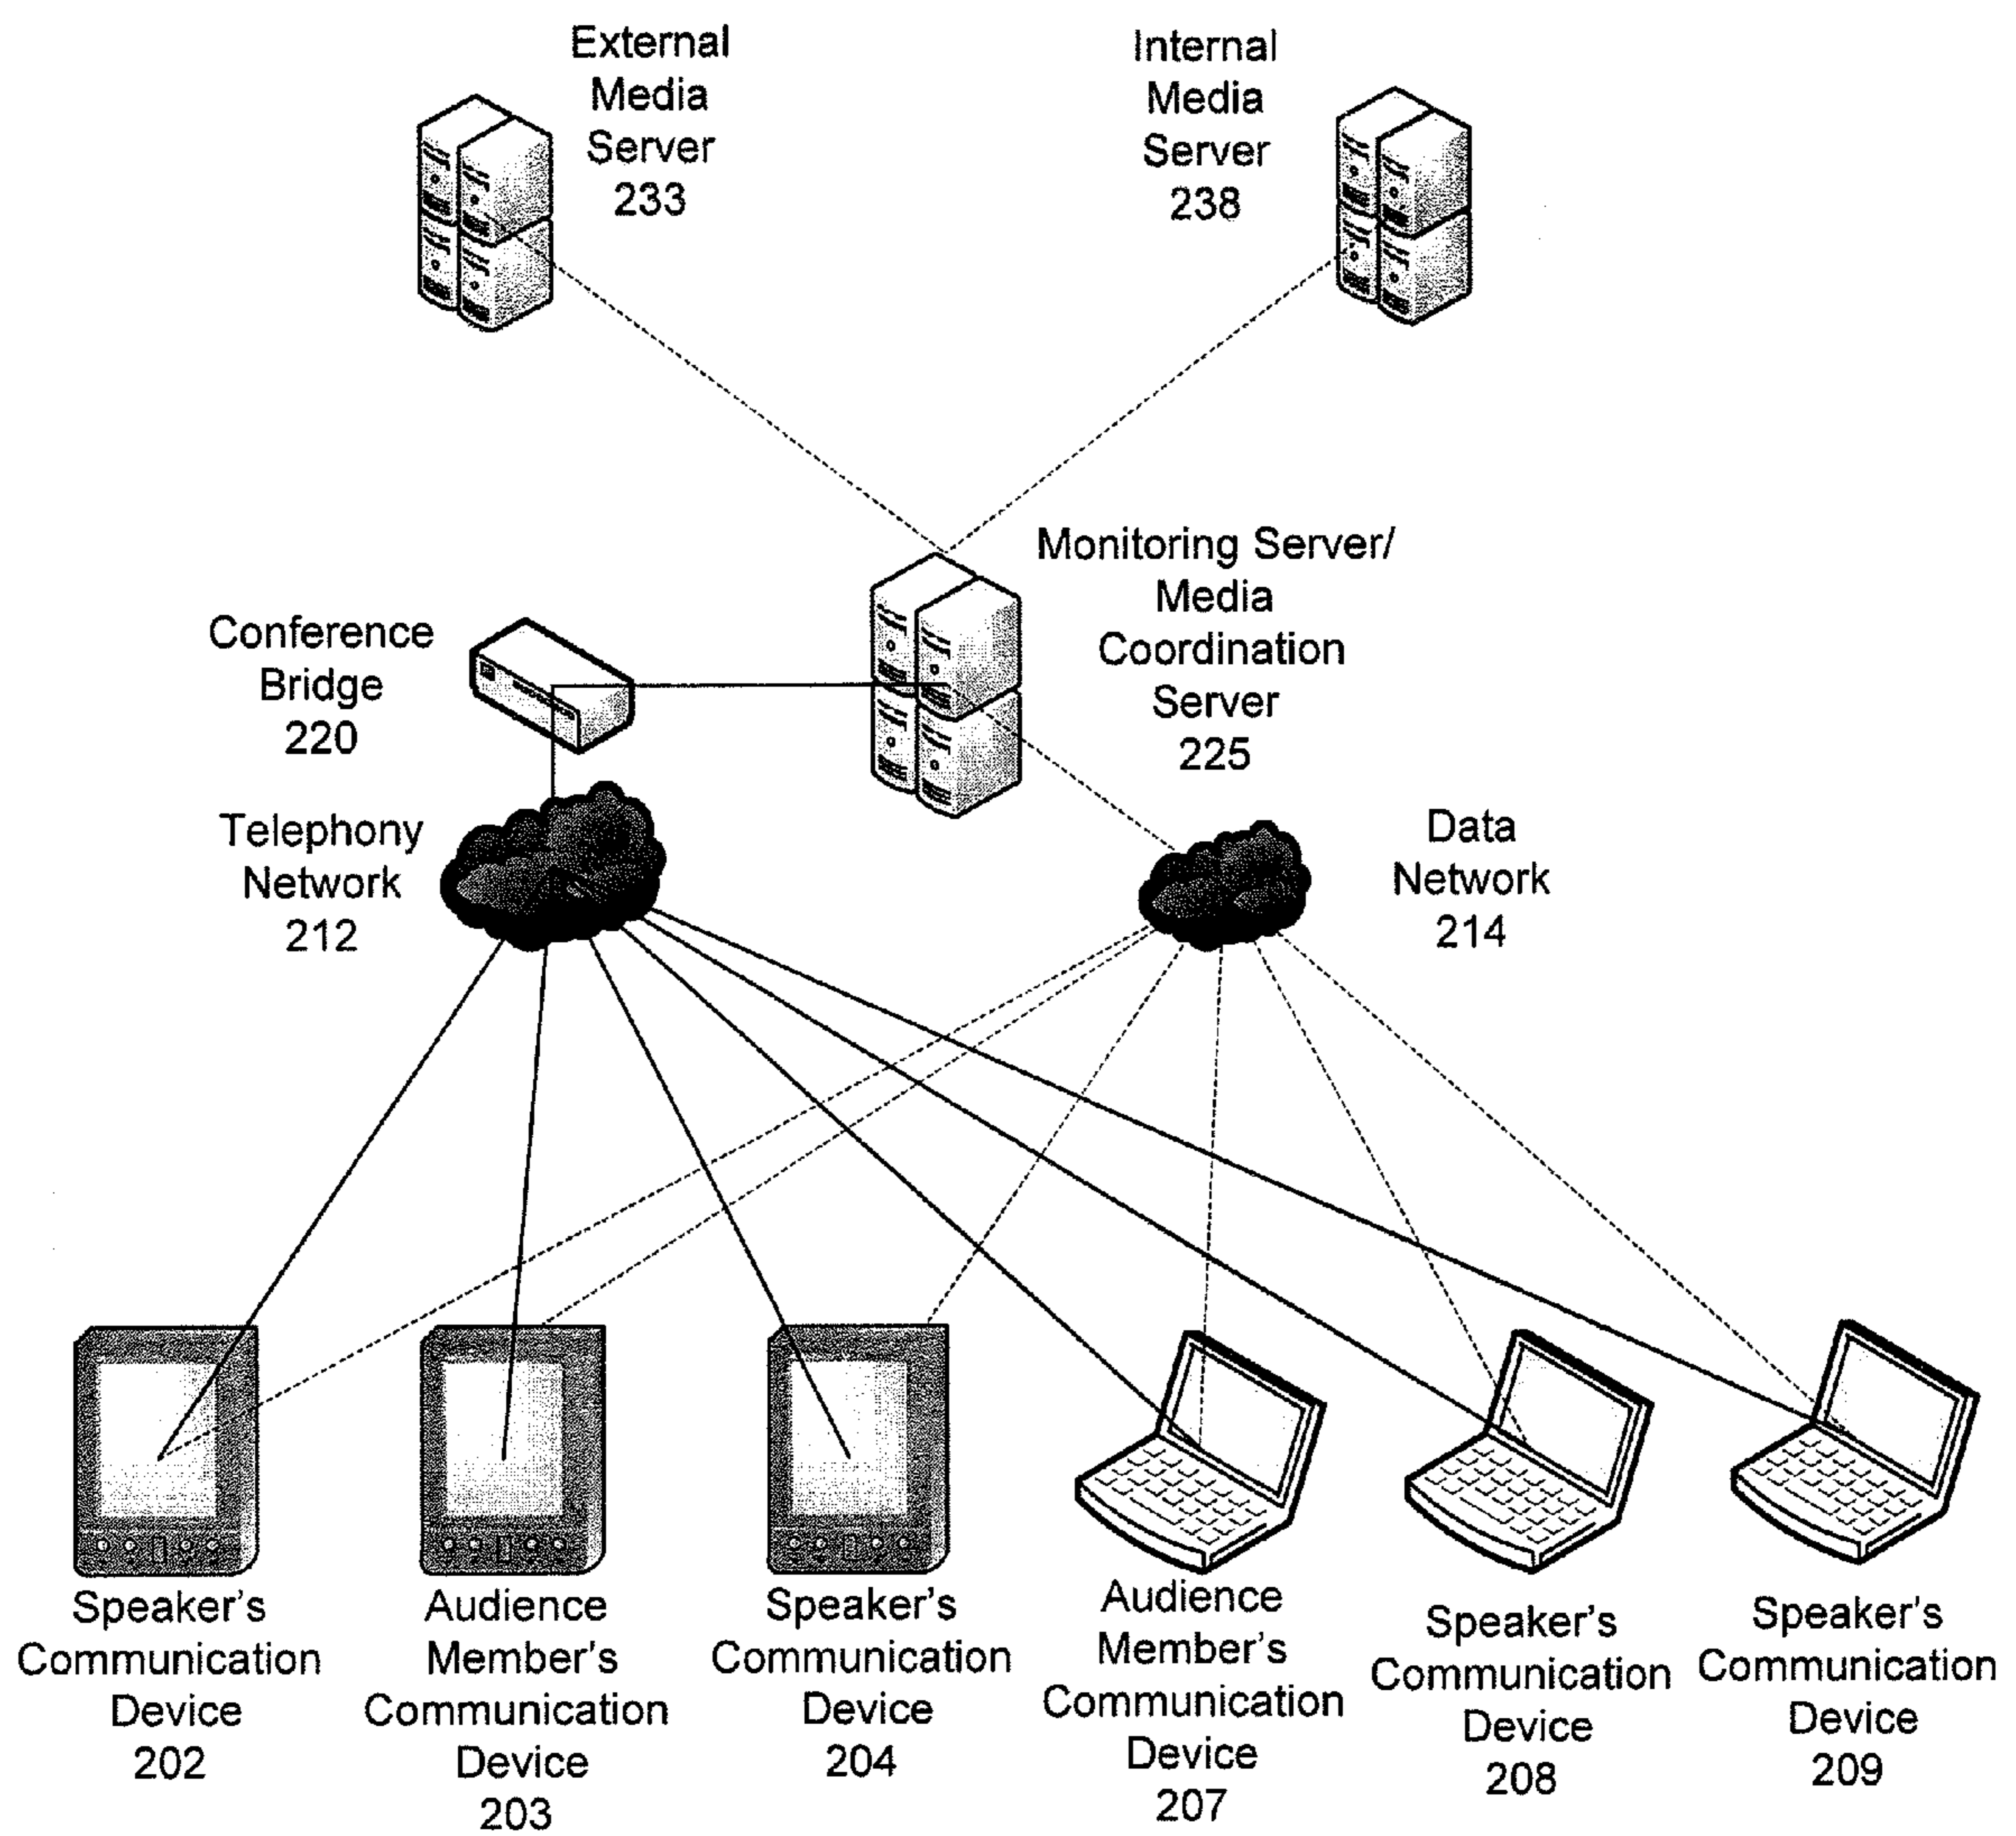 External
Media
Server
233
Internal
Media
Server
238
Monitoring Server/
Media
Coordination
Server
225
Conference
Bridge
220
Telephony
Network
212
Data
Network
214
Speaker's
Communication
Device
202
Audience
Member's
Communication
Device
203
Speaker's
Communication
Device
204
Audience
Member's
Communication
Device
207
Speaker's
Communication
Device
208
Speaker's
Communication
Device
209